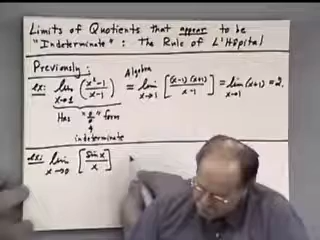 Limits of Quotients that appear to be
"Indeterminate": The Rule of L'Hôpital
Previously: Algebra
ex: lim x→1 (x²-1 / x-1) = lim x→1 [(x-1)(x+1) / x-1] = lim x→1 (x+1) = 2.
Has "0/0" form
indeterminate
ex: lim x→0 [sin x / x]